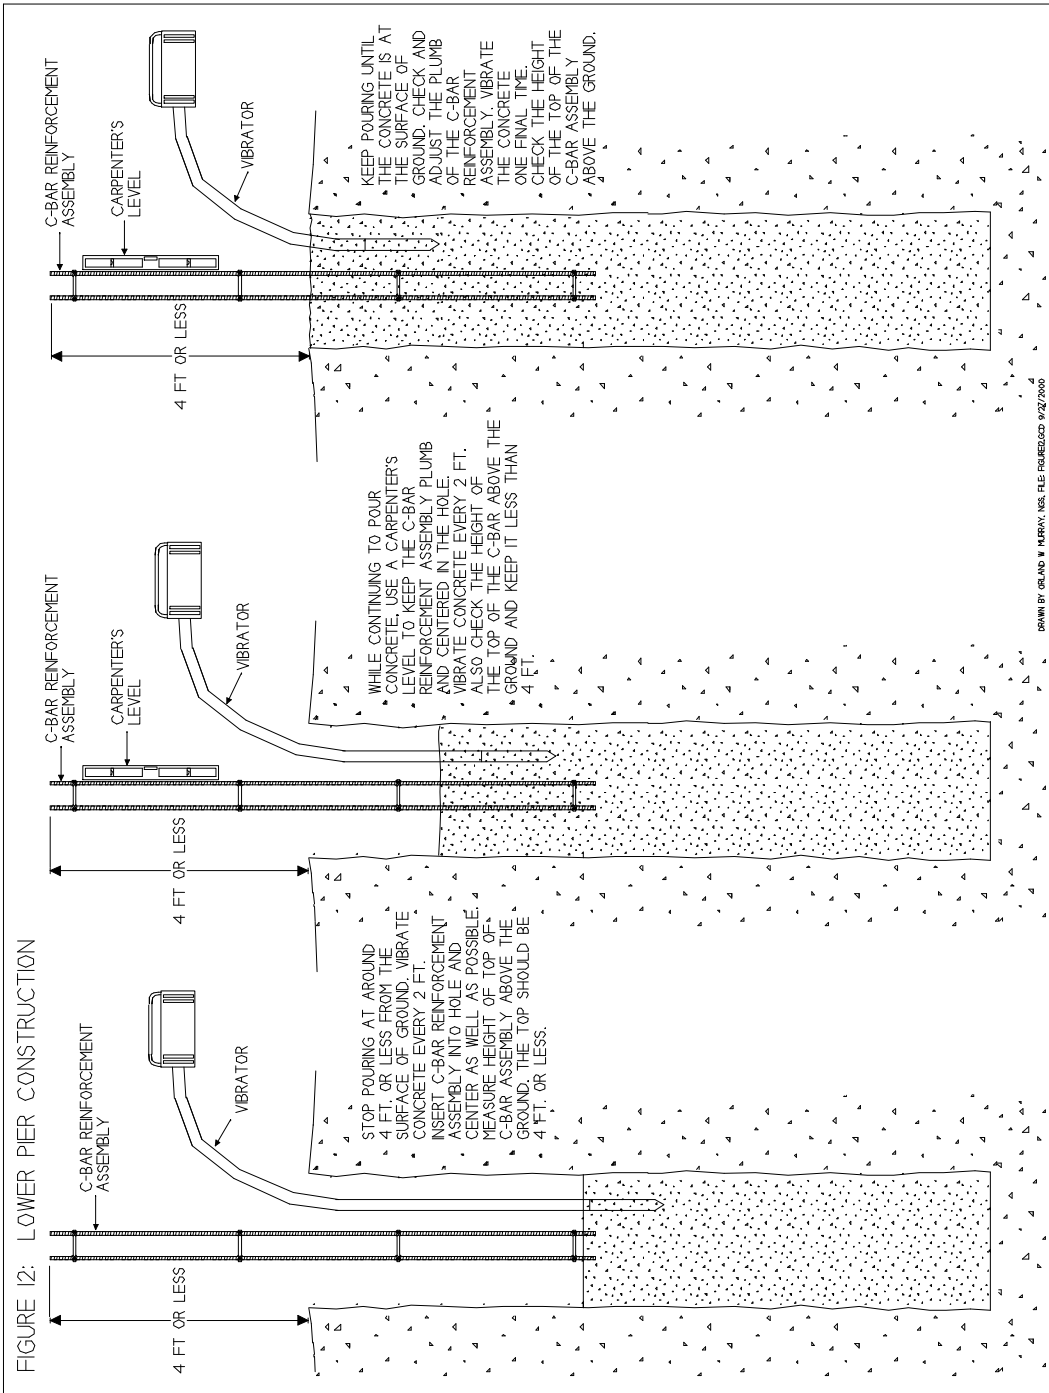 FIGURE 12: LOWER PIER CONSTRUCTION
4 FT OR LESS
C-BAR REINFORCEMENT
ASSEMBLY
VIBRATOR
STOP POURING AT AROUND
4 FT. OR LESS FROM THE
SURFACE OF GROUND. VIBRATE
CONCRETE EVERY 2 FT.
INSERT C-BAR REINFORCEMENT
ASSEMBLY INTO HOLE AND
CENTER AS WELL AS POSSIBLE.
MEASURE HEIGHT OF TOP OF
C-BAR ASSEMBLY ABOVE THE
GROUND. THE TOP SHOULD BE
4 FT. OR LESS.
4 FT OR LESS
C-BAR REINFORCEMENT
ASSEMBLY
CARPENTER'S
LEVEL
VIBRATOR
WHILE CONTINUING TO POUR
CONCRETE, USE A CARPENTER'S
LEVEL TO KEEP THE C-BAR
REINFORCEMENT ASSEMBLY PLUMB
AND CENTERED IN THE HOLE.
VIBRATE CONCRETE EVERY 2 FT.
ALSO CHECK THE HEIGHT OF
THE TOP OF THE C-BAR ABOVE THE
GROUND AND KEEP IT LESS THAN
4 FT.
4 FT OR LESS
C-BAR REINFORCEMENT
ASSEMBLY
CARPENTER'S
LEVEL
VIBRATOR
KEEP POURING UNTIL
THE CONCRETE IS AT
THE SURFACE OF
GROUND. CHECK AND
ADJUST THE PLUMB
OF THE C-BAR
REINFORCEMENT
ASSEMBLY. VIBRATE
THE CONCRETE
ONE FINAL TIME.
CHECK THE HEIGHT
OF THE TOP OF THE
C-BAR ASSEMBLY
ABOVE THE GROUND.
DRAWN BY ORLAND W MURRAY, NGS, FILE: FIGURE12.GCD 9/27/2000